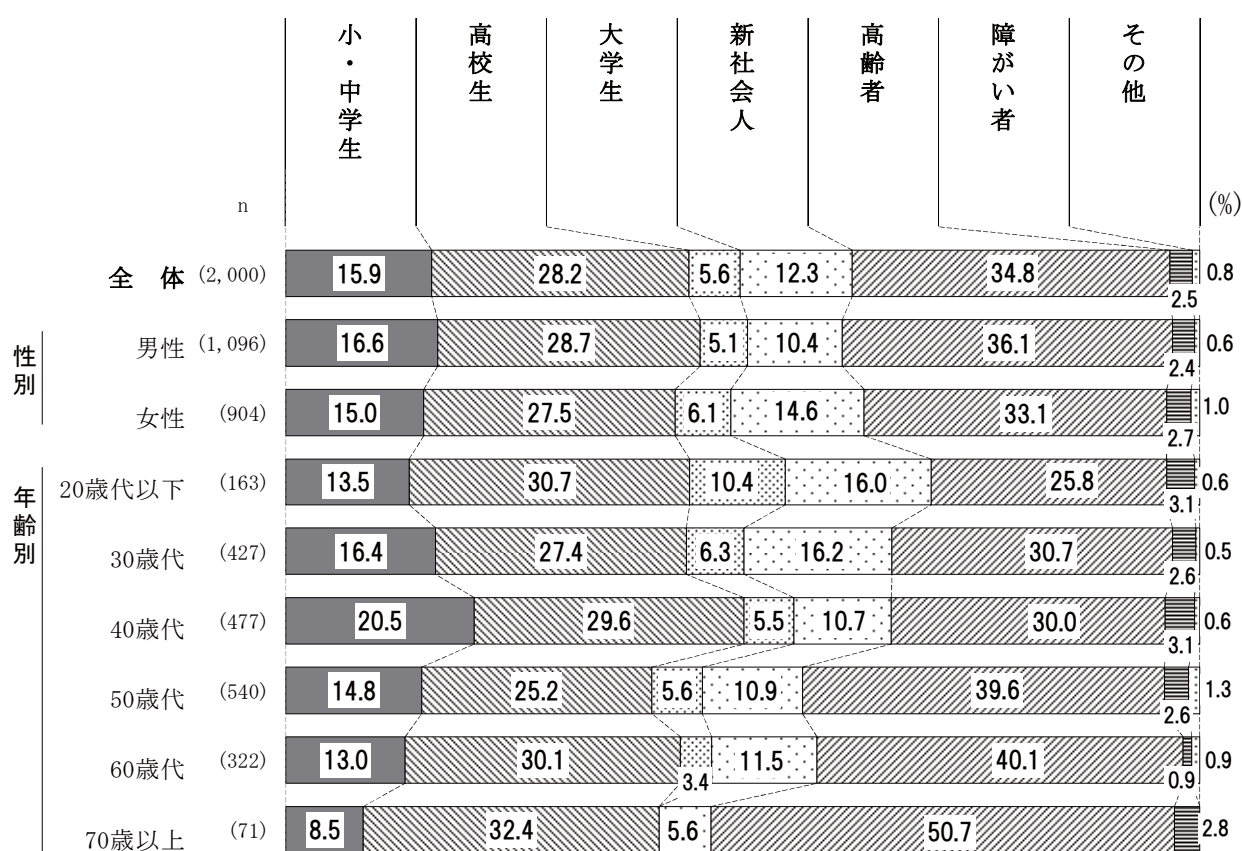 小・中学生
高校生
大学生
新社会人
高齢者
障がい者
その他
n
(%)
全 体 (2,000) 15.9 28.2 5.6 12.3 34.8 2.5 0.8
性別
男性 (1,096) 16.6 28.7 5.1 10.4 36.1 2.4 0.6
女性 (904) 15.0 27.5 6.1 14.6 33.1 2.7 1.0
年齢別
20歳代以下 (163) 13.5 30.7 10.4 16.0 25.8 3.1 0.6
30歳代 (427) 16.4 27.4 6.3 16.2 30.7 2.6 0.5
40歳代 (477) 20.5 29.6 5.5 10.7 30.0 3.1 0.6
50歳代 (540) 14.8 25.2 5.6 10.9 39.6 2.6 1.3
60歳代 (322) 13.0 30.1 3.4 11.5 40.1 0.9 0.9
70歳以上 (71) 8.5 32.4 5.6 50.7 2.8